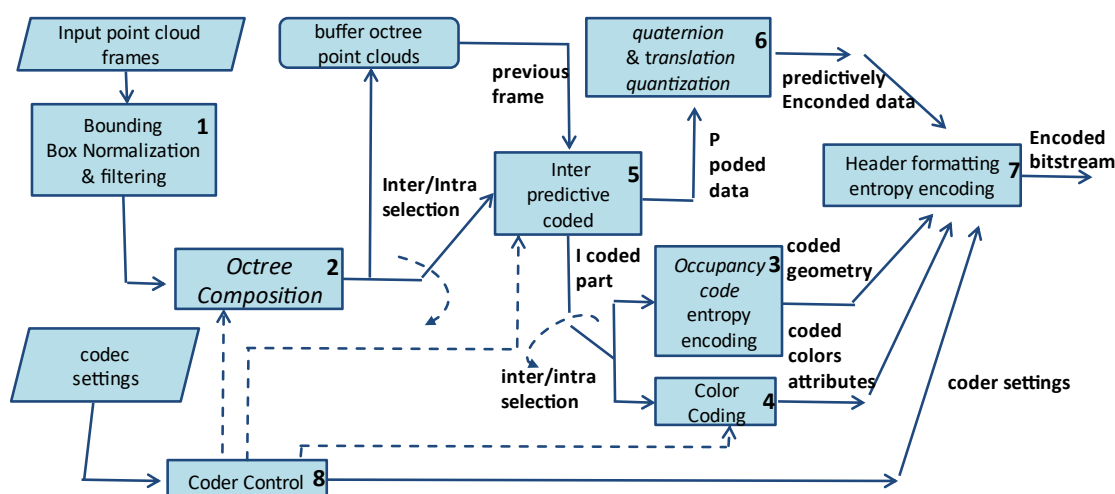 Input point cloud
frames
buffer octree
point clouds
quaternion
& translation
quantization
6
previous
frame
predictively
Enconded data
Bounding
Box Normalization
& filtering
1
Inter/Intra
selection
Inter
predictive
coded
5
P
poded
data
Header formatting
entropy encoding
7
Encoded
bitstream
Octree
Composition
2
I coded
part
Occupancy
code
entropy
encoding
3
coded
geometry
coded
colors
attributes
codec
settings
inter/intra
selection
Color
Coding
4
coder settings
Coder Control
8